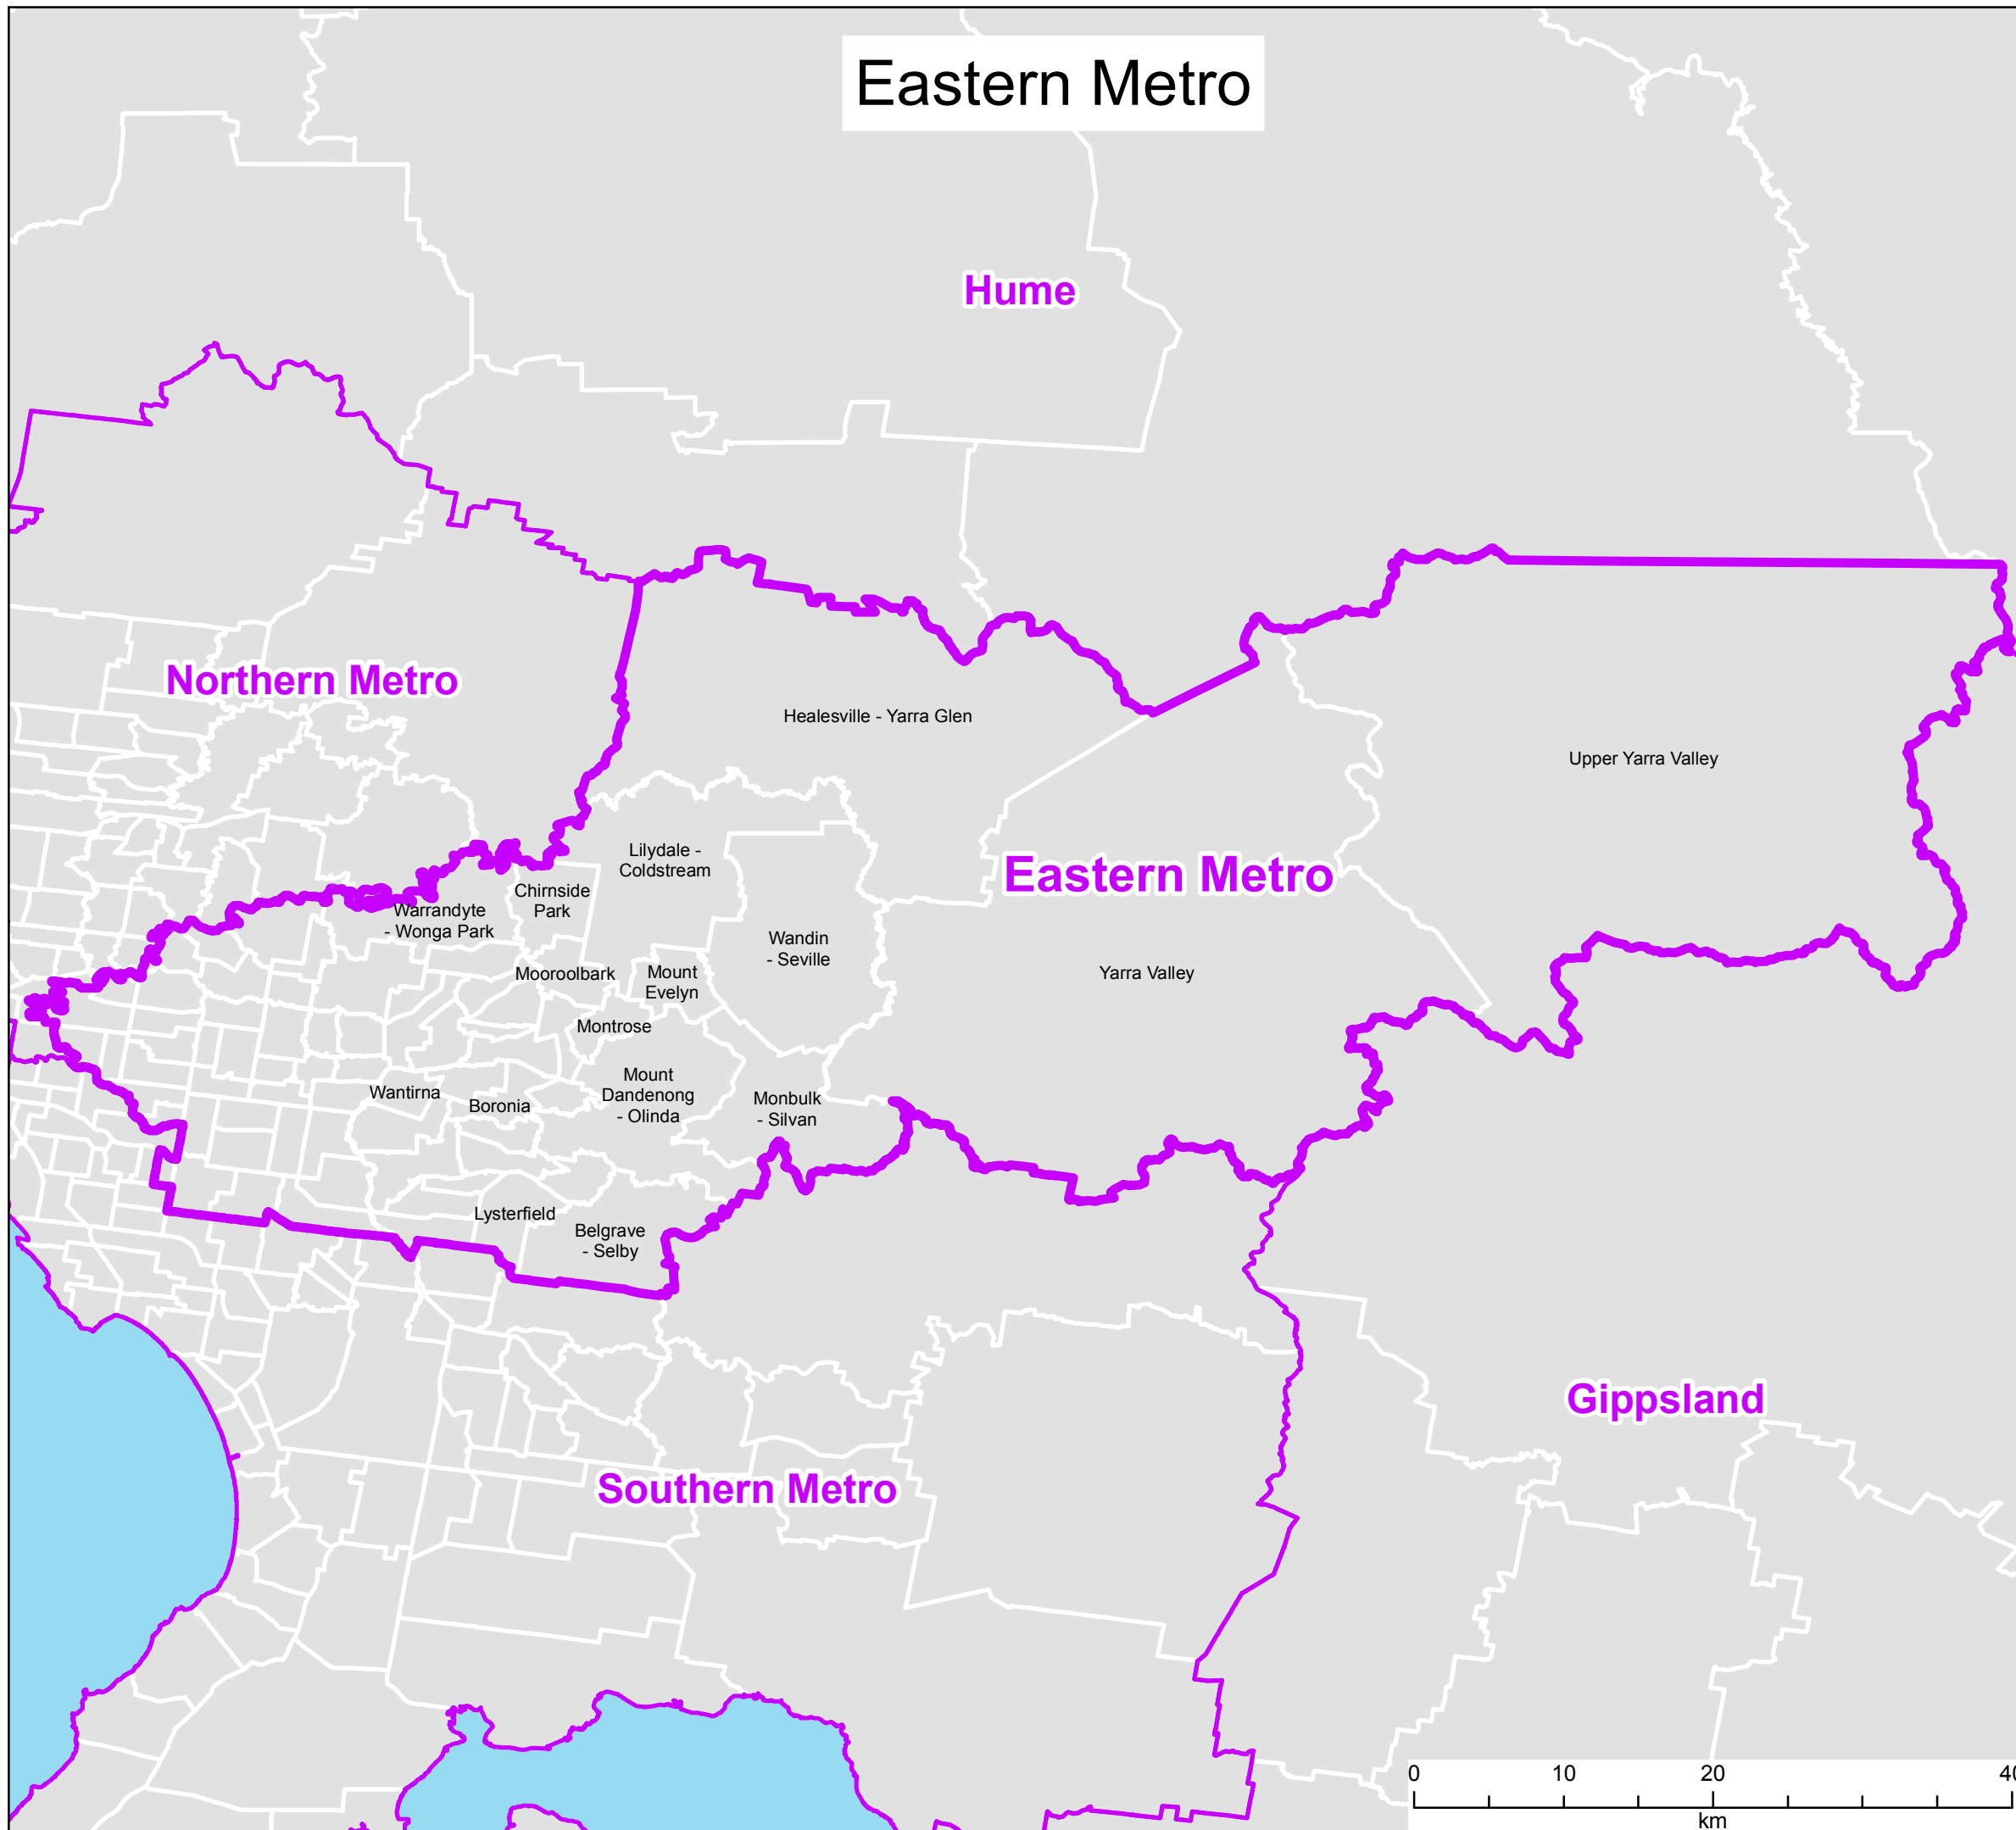 Eastern Metro
Hume
Northern Metro
Healesville - Yarra Glen
Upper Yarra Valley
Lilydale -
Coldstream
Eastern Metro
Chirnside
Park
Warrandyte
- Wonga Park
Wandin
- Seville
Mooroolbark
Mount
Evelyn
Yarra Valley
Montrose
Mount
Dandenong
- Olinda
Wantirna
Boronia
Monbulk
- Silvan
Lysterfield
Belgrave
- Selby
Gippsland
Southern Metro
0 10 20 40
km